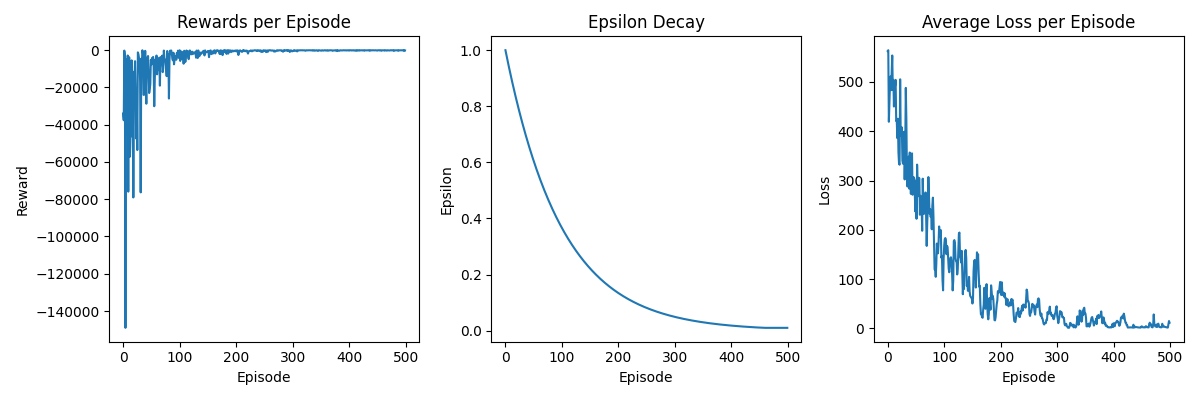 Rewards per Episode
Reward
0
−20000
−40000
−60000
−80000
−100000
−120000
−140000
0 100 200 300 400 500
Episode
Epsilon Decay
Epsilon
1.0
0.8
0.6
0.4
0.2
0.0
0 100 200 300 400 500
Episode
Average Loss per Episode
Loss
500
400
300
200
100
0
0 100 200 300 400 500
Episode